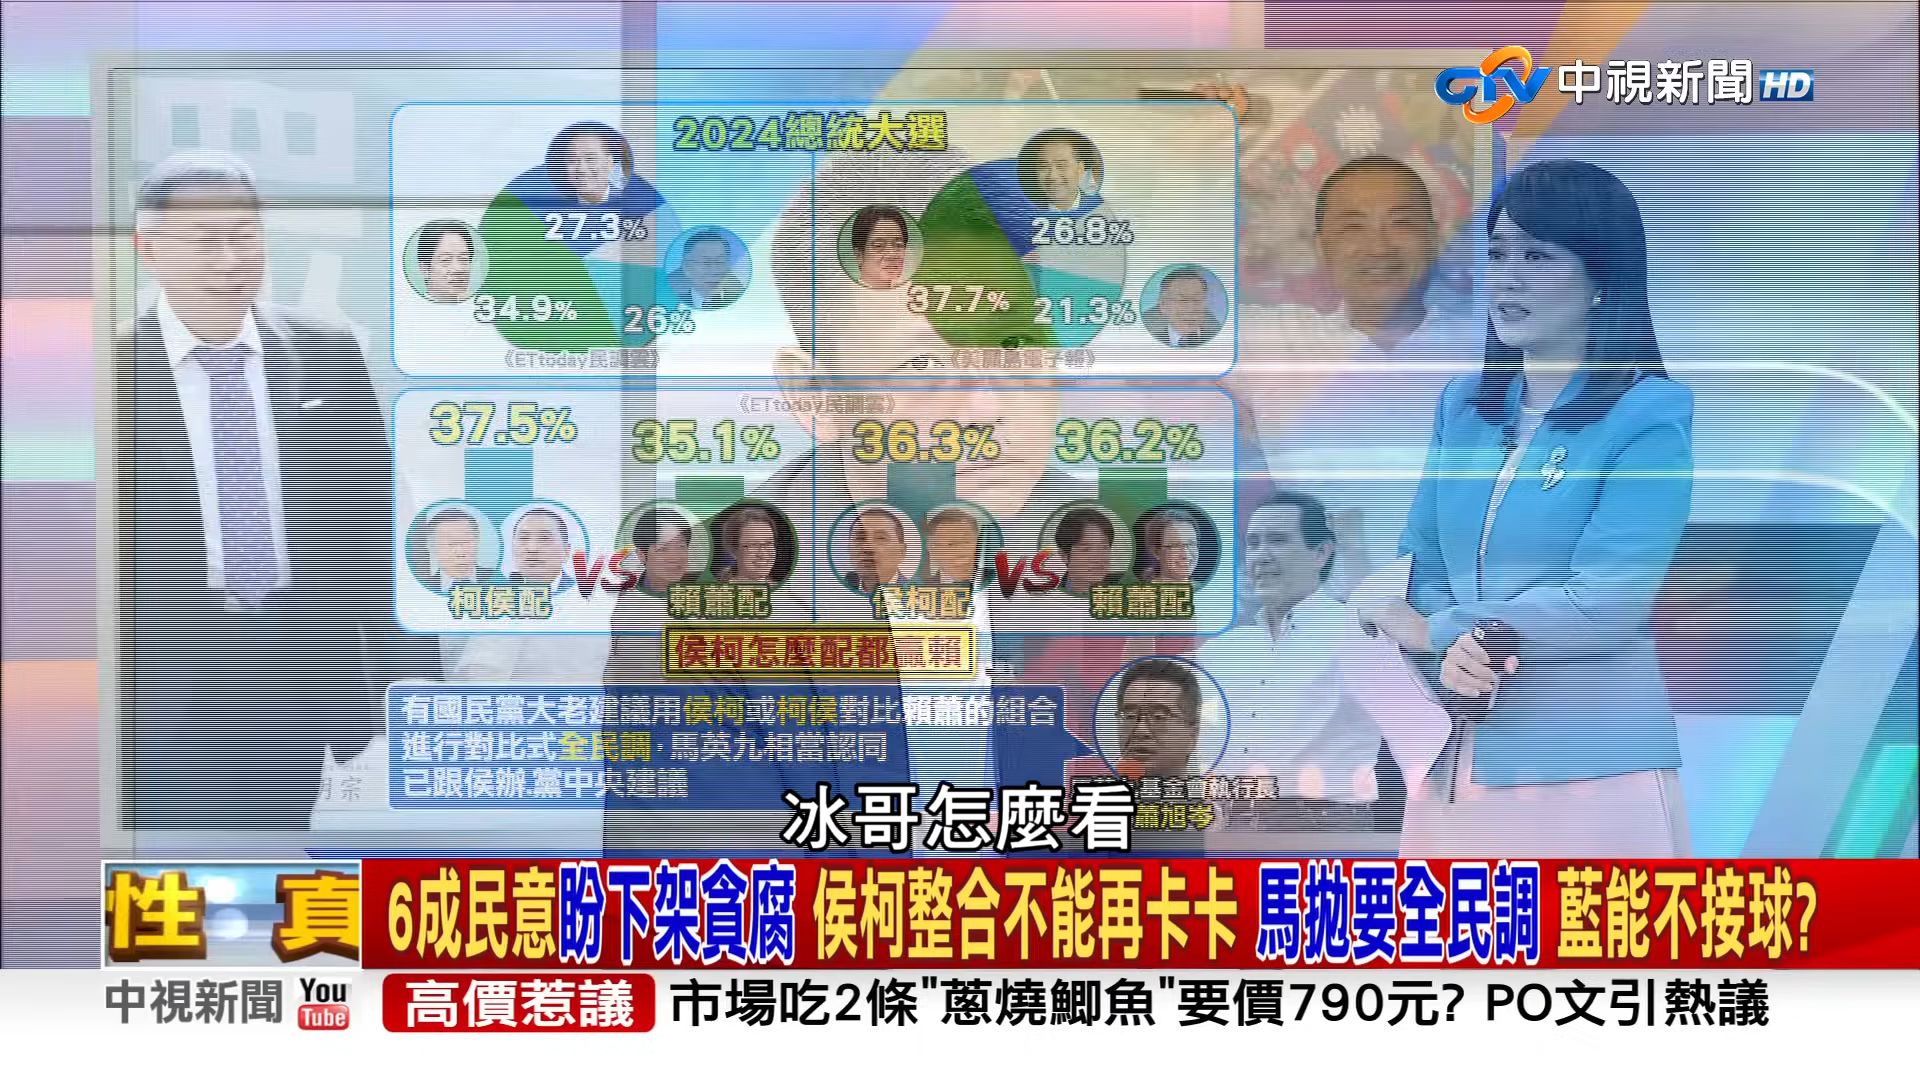 CTV 中視新聞 HD
2024總統大選
27.3%
26.8%
34.9%
26%
37.7%
21.3%
《ETtoday民調雲》
《美麗島電子報》
《ETtoday民調雲》
37.5%
35.1%
36.3%
36.2%
柯侯配
VS
賴蕭配
侯柯配
VS
賴蕭配
侯柯怎麼配都贏賴
有國民黨大老建議用侯柯或柯侯對比賴蕭的組合
進行對比式全民調,馬英九相當認同
已跟侯辦.黨中央建議
基金會執行長
蕭旭岑
冰哥怎麼看
性 真
6成民意盼下架貪腐 侯柯整合不能再卡卡 馬拋要全民調 藍能不接球?
中視新聞 YouTube
高價惹議 市場吃2條"蔥燒鯽魚"要價790元? PO文引熱議